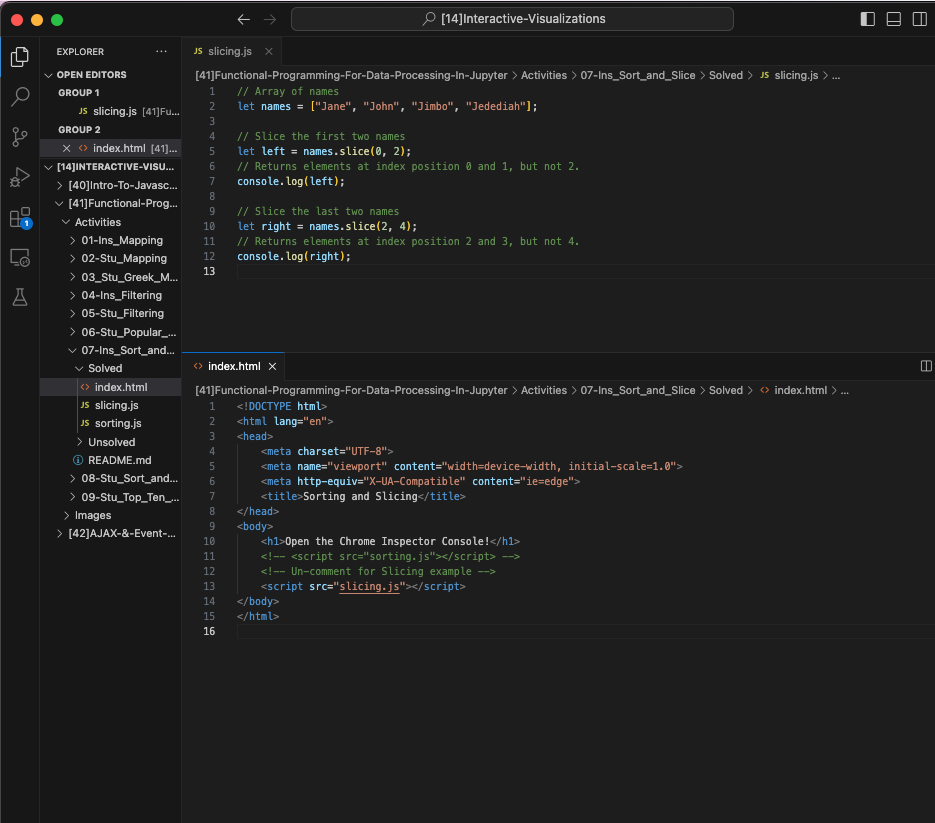 [14]Interactive-Visualizations
EXPLORER
OPEN EDITORS
GROUP 1
JS slicing.js [41]Fu...
GROUP 2
index.html [41]...
[14]INTERACTIVE-VISU...
[40]Intro-To-Javasc...
[41]Functional-Prog...
Activities
01-Ins_Mapping
02-Stu_Mapping
03_Stu_Greek_M...
04-Ins_Filtering
05-Stu_Filtering
06-Stu_Popular_...
07-Ins_Sort_and...
Solved
<> index.html
JS slicing.js
JS sorting.js
Unsolved
README.md
08-Stu_Sort_and...
09-Stu_Top_Ten_...
Images
[42]AJAX-&-Event-...
1
JS slicing.js
[41]Functional-Programming-For-Data-Processing-In-Jupyter > Activities > 07-Ins_Sort_and_Slice > Solved > JS slicing.js > ...
1 // Array of names
2 let names = ["Jane", "John", "Jimbo", "Jedediah"];
3
4 // Slice the first two names
5 let left = names.slice(0, 2);
6 // Returns elements at index position 0 and 1, but not 2.
7 console.log(left);
8
9 // Slice the last two names
10 let right = names.slice(2, 4);
11 // Returns elements at index position 2 and 3, but not 4.
12 console.log(right);
13
<> index.html
[41]Functional-Programming-For-Data-Processing-In-Jupyter > Activities > 07-Ins_Sort_and_Slice > Solved > <> index.html > ...
1 <!DOCTYPE html>
2 <html lang="en">
3 <head>
4 <meta charset="UTF-8">
5 <meta name="viewport" content="width=device-width, initial-scale=1.0">
6 <meta http-equiv="X-UA-Compatible" content="ie=edge">
7 <title>Sorting and Slicing</title>
8 </head>
9 <body>
10 <h1>Open the Chrome Inspector Console!</h1>
11 <!-- <script src="sorting.js"></script> -->
12 <!-- Un-comment for Slicing example -->
13 <script src="slicing.js"></script>
14 </body>
15 </html>
16